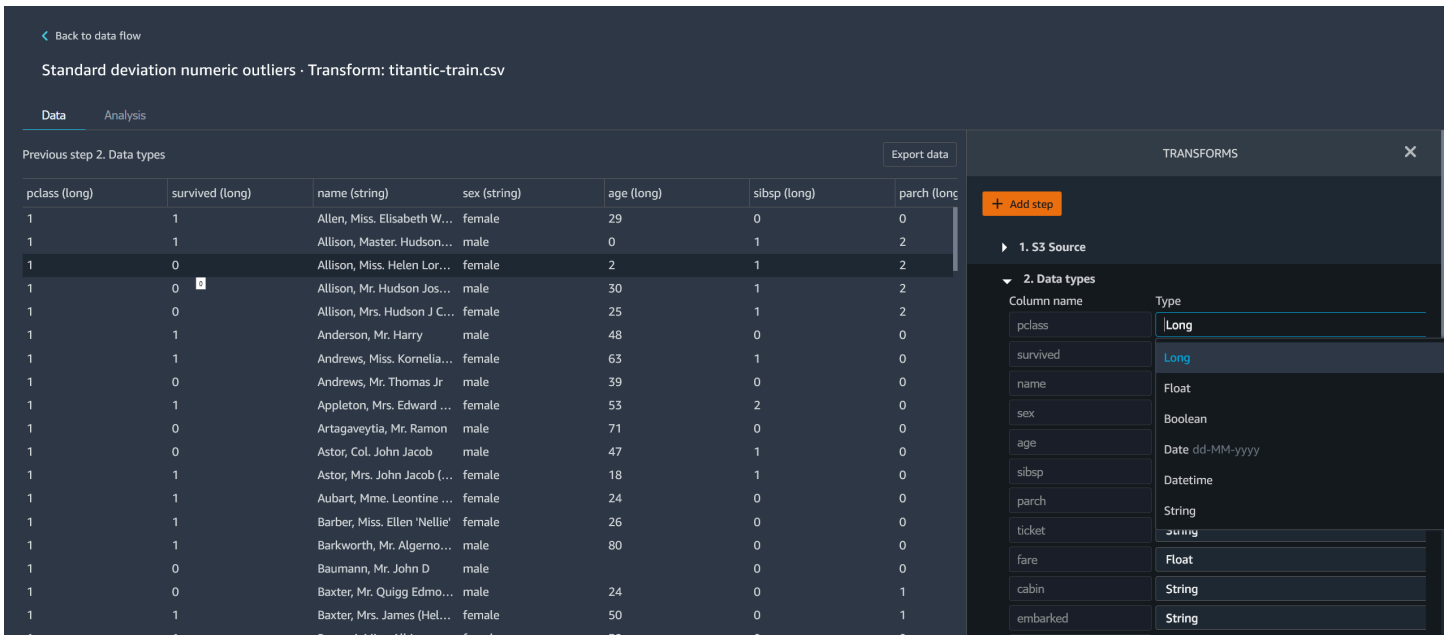 Back to data flow
Standard deviation numeric outliers · Transform: titantic-train.csv
Data Analysis
Previous step 2. Data types Export data
pclass (long) survived (long) name (string) sex (string) age (long) sibsp (long) parch (long
1 1 Allen, Miss. Elisabeth W... female 29 0 0
1 1 Allison, Master. Hudson... male 0 1 2
1 0 Allison, Miss. Helen Lor... female 2 1 2
1 0 Allison, Mr. Hudson Jos... male 30 1 2
0
1 0 Allison, Mrs. Hudson J C... female 25 1 2
1 1 Anderson, Mr. Harry male 48 0 0
1 1 Andrews, Miss. Kornelia... female 63 1 0
1 0 Andrews, Mr. Thomas Jr male 39 0 0
1 1 Appleton, Mrs. Edward ... female 53 2 0
1 0 Artagaveytia, Mr. Ramon male 71 0 0
1 0 Astor, Col. John Jacob male 47 1 0
1 1 Astor, Mrs. John Jacob (... female 18 1 0
1 1 Aubart, Mme. Leontine ... female 24 0 0
1 1 Barber, Miss. Ellen 'Nellie' female 26 0 0
1 1 Barkworth, Mr. Algerno... male 80 0 0
1 0 Baumann, Mr. John D male 0 0
1 0 Baxter, Mr. Quigg Edmo... male 24 0 1
1 1 Baxter, Mrs. James (Hel... female 50 0 1
TRANSFORMS
+ Add step
1. S3 Source
2. Data types
Column name Type
pclass Long
survived Long
name Float
sex Boolean
age Date dd-MM-yyyy
sibsp Datetime
parch String
ticket String
fare Float
cabin String
embarked String